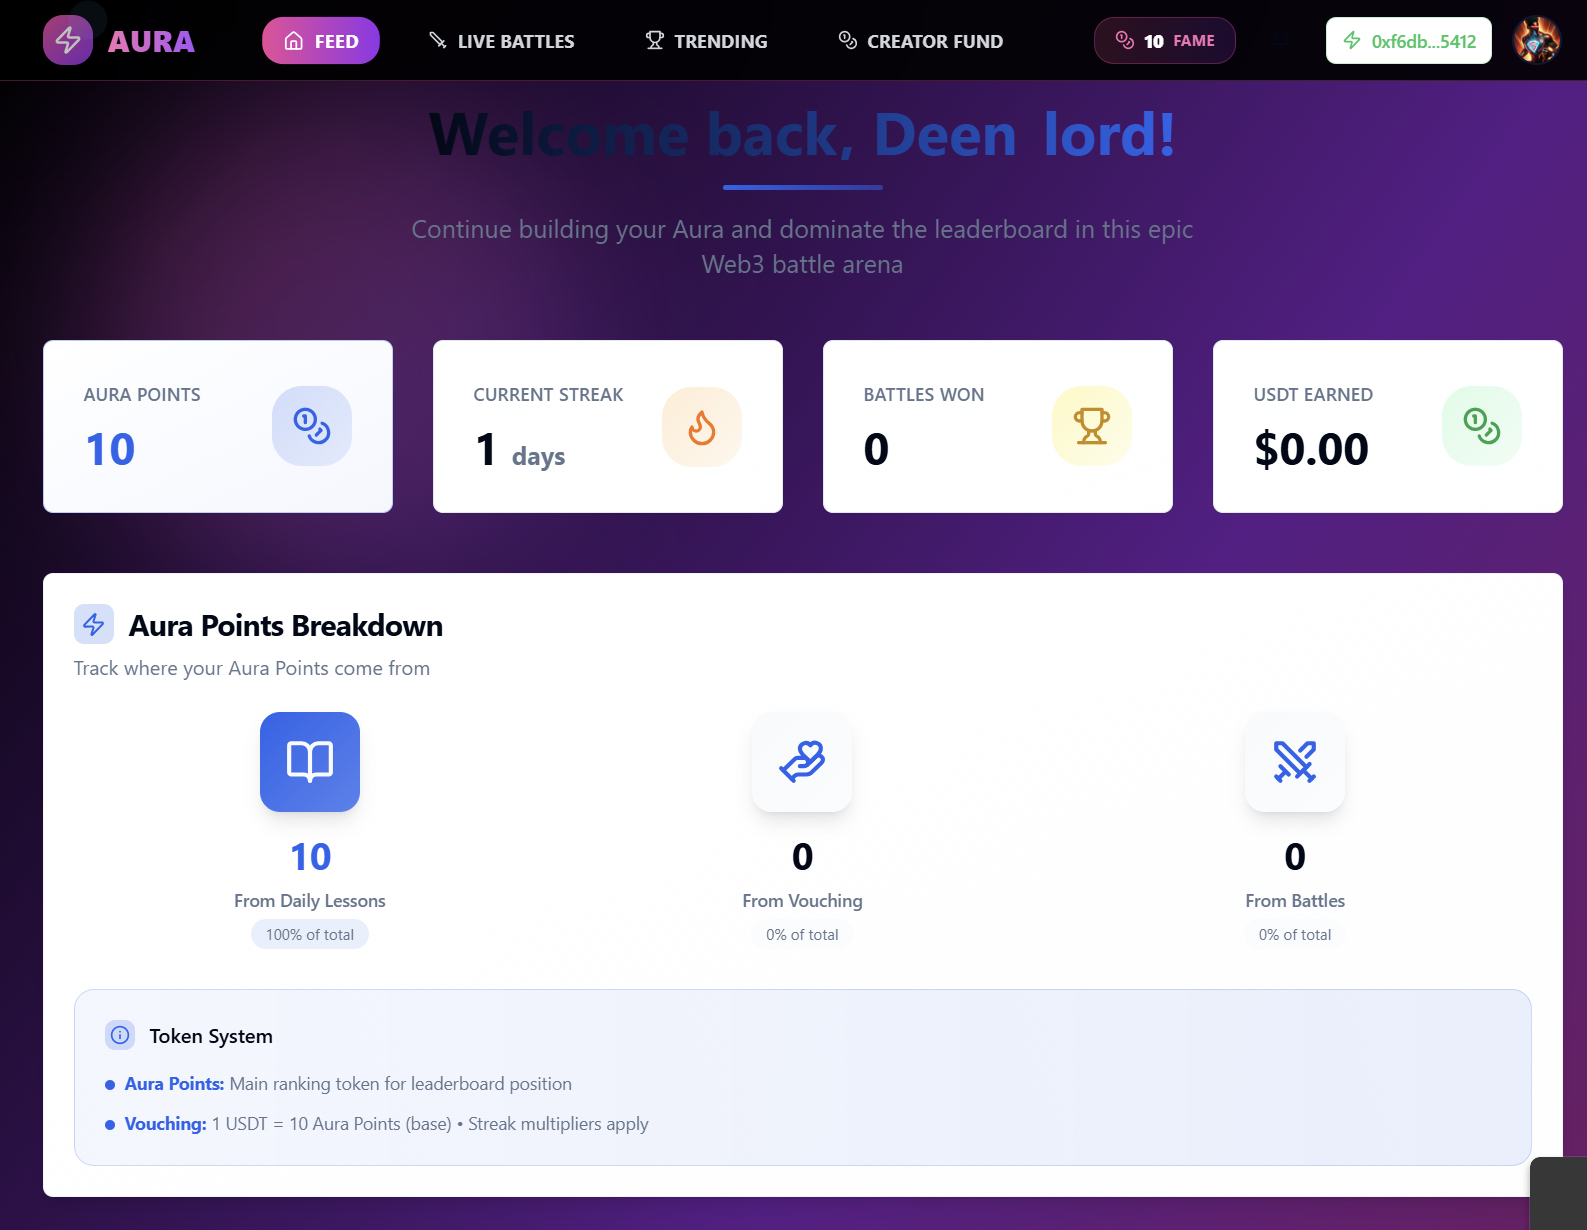 AURA
FEED
LIVE BATTLES
TRENDING
CREATOR FUND
10 FAME
0xf6db...5412
Welcome back, Deen lord!
Continue building your Aura and dominate the leaderboard in this epic
Web3 battle arena
AURA POINTS
10
CURRENT STREAK
1 days
BATTLES WON
0
USDT EARNED
$0.00
Aura Points Breakdown
Track where your Aura Points come from
10
From Daily Lessons
100% of total
0
From Vouching
0% of total
0
From Battles
0% of total
Token System
Aura Points: Main ranking token for leaderboard position
Vouching: 1 USDT = 10 Aura Points (base) • Streak multipliers apply